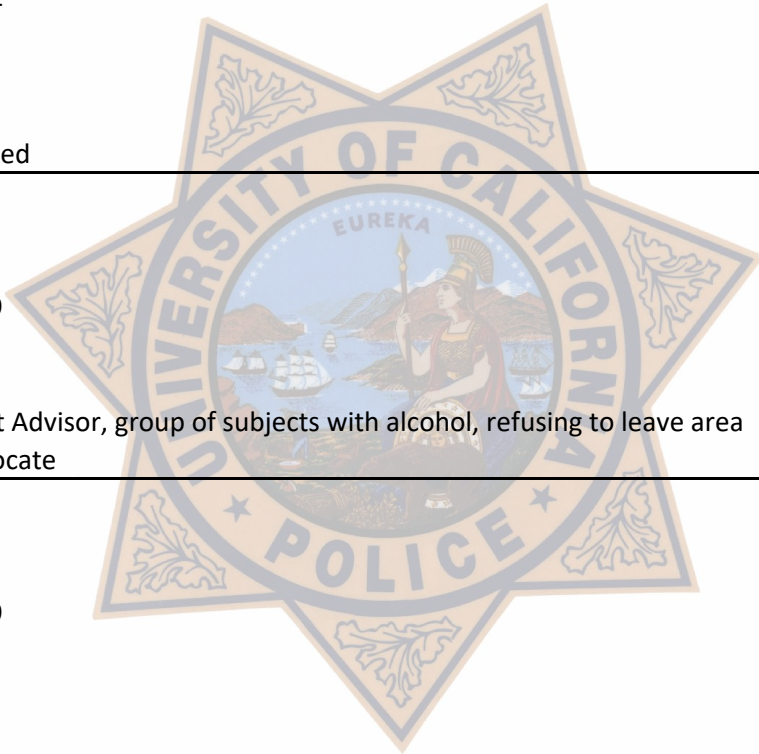 ed
UNIVERSITY OF CALIFORNIA
EUREKA
)
t Advisor, group of subjects with alcohol, refusing to leave area
ocate
POLICE
)